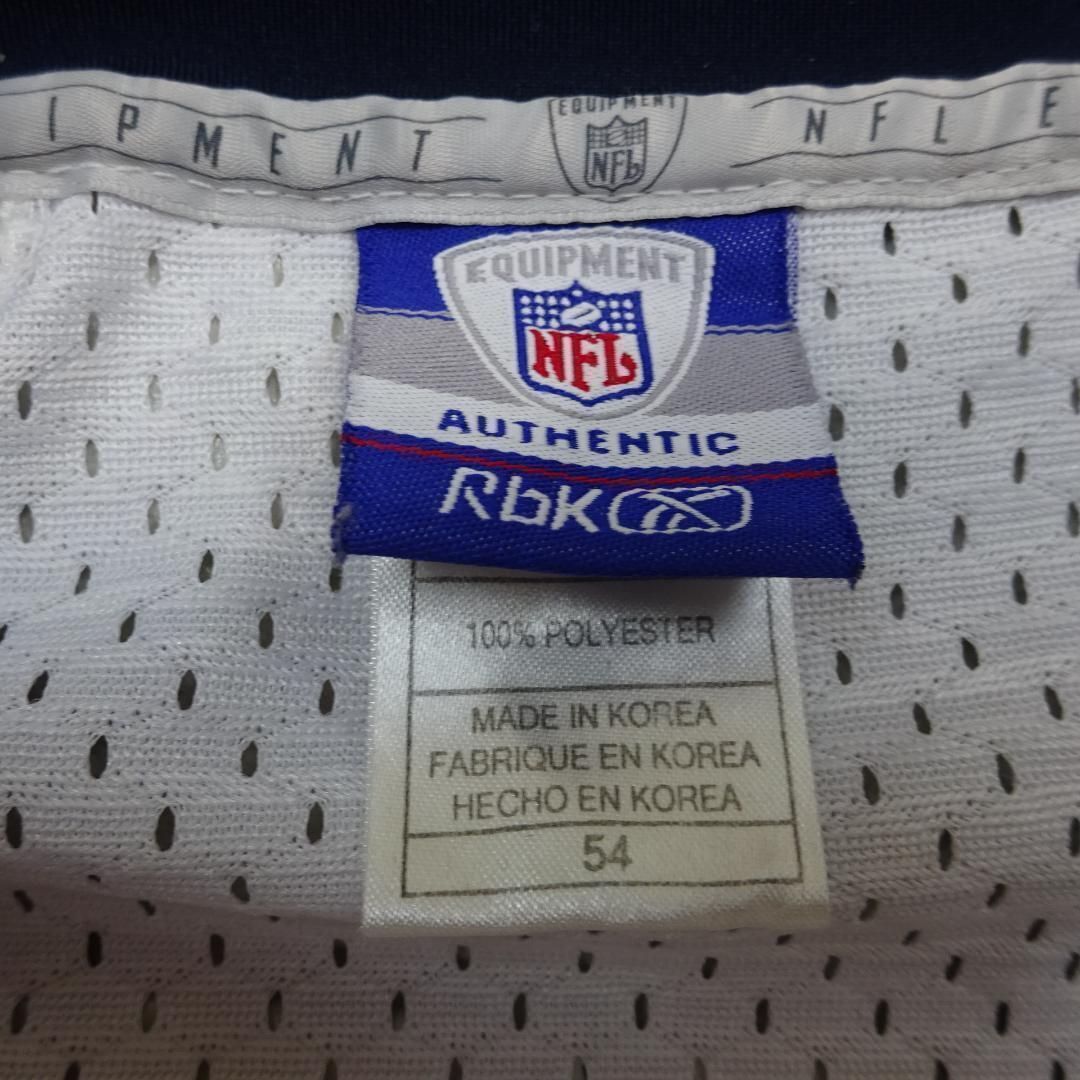 IPMENT
EQUIPMENT
NFL
NFL E
EQUIPMENT
NFL
AUTHENTIC
RbK
100% POLYESTER
MADE IN KOREA
FABRIQUE EN KOREA
HECHO EN KOREA
54